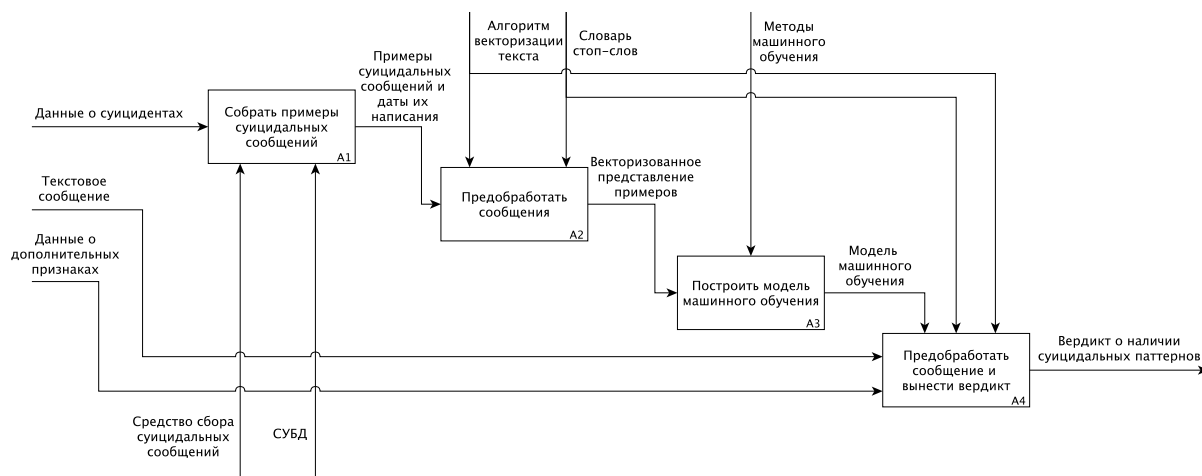 Алгоритм
векторизации
текста
Словарь
стоп-слов
Методы
машинного
обучения
Примеры
суицидальных
сообщений и
даты их
написания
Данные о суицидентах
Собрать примеры
суицидальных
сообщений
A1
Текстовое
сообщение
Предобработать
сообщения
A2
Векторизованное
представление
примеров
Данные о
дополнительных
признаках
Построить модель
машинного обучения
A3
Модель
машинного
обучения
Предобработать
сообщение и
вынести вердикт
A4
Вердикт о наличии
суицидальных паттернов
Средство сбора
суицидальных
сообщений
СУБД